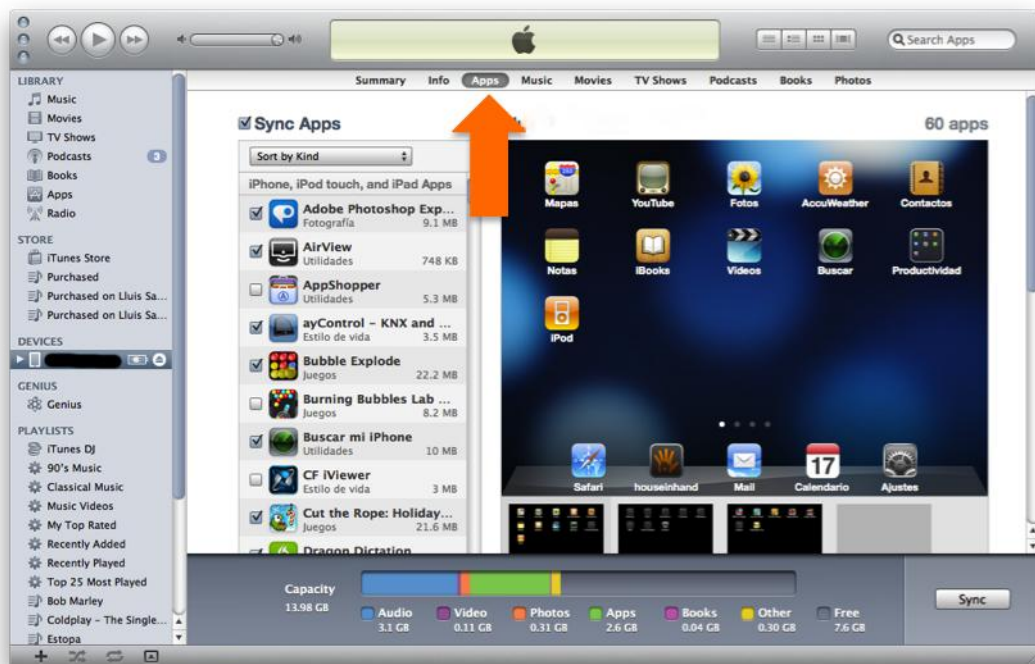 Search Apps
Summary Info Apps Music Movies TV Shows Podcasts Books Photos
LIBRARY
Music
Movies
TV Shows
Podcasts 3
Books
Apps
Radio
STORE
iTunes Store
Purchased
Purchased on Lluis Sa...
Purchased on Lluis Sa...
DEVICES
GENIUS
Genius
PLAYLISTS
iTunes DJ
90's Music
Classical Music
Music Videos
My Top Rated
Recently Added
Recently Played
Top 25 Most Played
Bob Marley
Coldplay – The Single...
Estopa
Sync Apps
60 apps
Sort by Kind
iPhone, iPod touch, and iPad Apps
Adobe Photoshop Exp...
Fotografía 9.1 MB
AirView
Utilidades 748 KB
AppShopper
Utilidades 5.3 MB
ayControl – KNX and ...
Estilo de vida 3.5 MB
Bubble Explode
Juegos 22.2 MB
Burning Bubbles Lab ...
Juegos 8.2 MB
Buscar mi iPhone
Utilidades 10 MB
CF iViewer
Estilo de vida 3 MB
Cut the Rope: Holiday...
Juegos 21.6 MB
Dragon Dictation
Mapas YouTube Fotos AccuWeather Contactos
Notas iBooks Vídeos Buscar Productividad
iPod
17
Safari houseinhand Mail Calendario Ajustes
Capacity
13.98 GB
Audio Video Photos Apps Books Other Free
3.1 GB 0.11 GB 0.31 GB 2.6 GB 0.04 GB 0.30 GB 7.6 GB
Sync